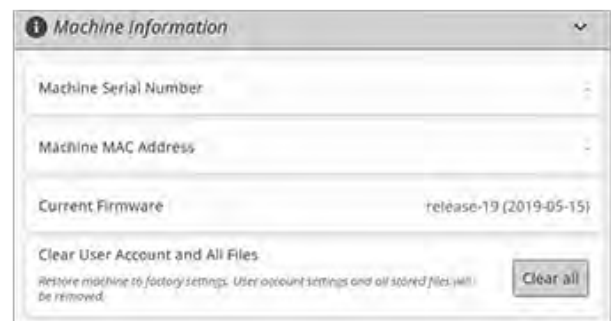 Machine Information
Machine Serial Number -
Machine MAC Address -
Current Firmware release-19 (2019-05-15)
Clear User Account and All Files
Restore machine to factory settings. User account settings and all stored files will
be removed.
Clear all